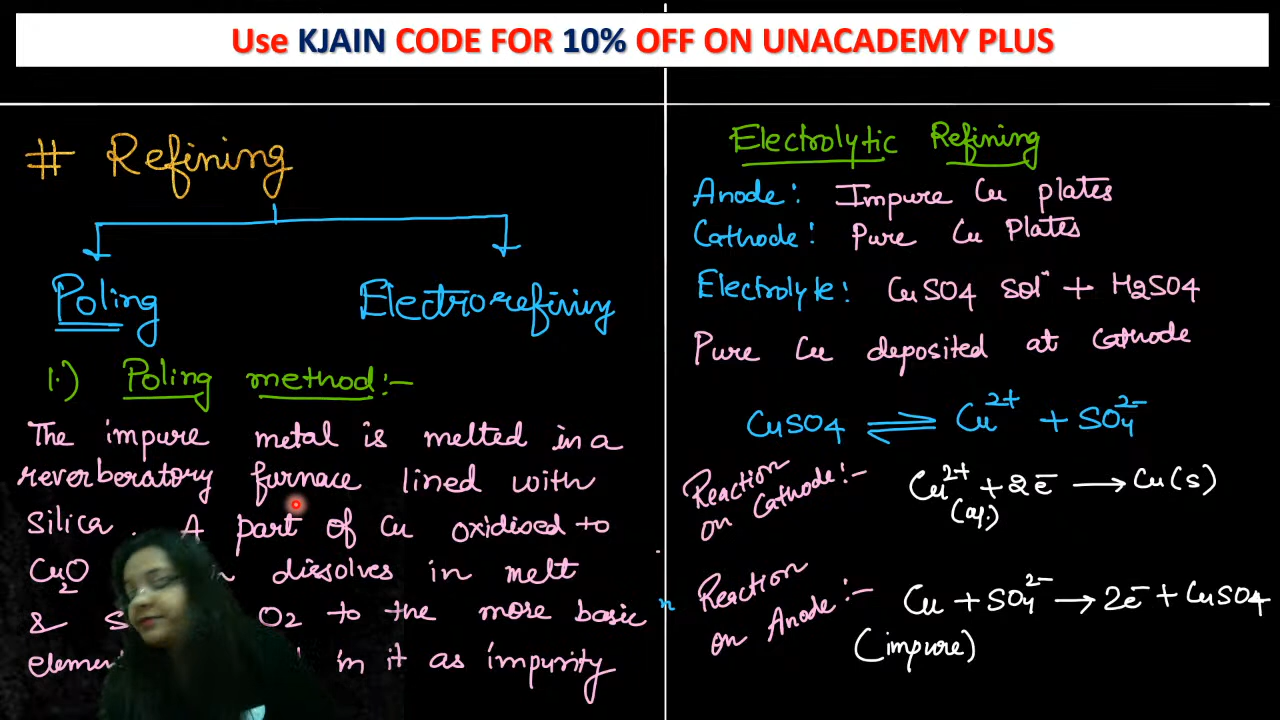 Use KJAIN CODE FOR 10% OFF ON UNACADEMY PLUS
# Refining
Poling Electrorefining
1.) Poling method:-
The impure metal is melted in a
reverberatory furnace lined with
Silica. A part of Cu oxidised to
Cu2O dissolves in melt
& O2 to the more basic
in it as impurity
Electrolytic Refining
Anode: Impure Cu plates
Cathode: Pure Cu Plates
Electrolyte: CuSO4 solⁿ + H2SO4
Pure Cu deposited at cathode
CuSO4 ⇌ Cu²⁺ + SO4²⁻
Reaction on Cathode:- Cu²⁺ + 2e⁻ → Cu(s)
(aq.)
Reaction on Anode:- Cu + SO4²⁻ → 2e⁻ + CuSO4
(impure)